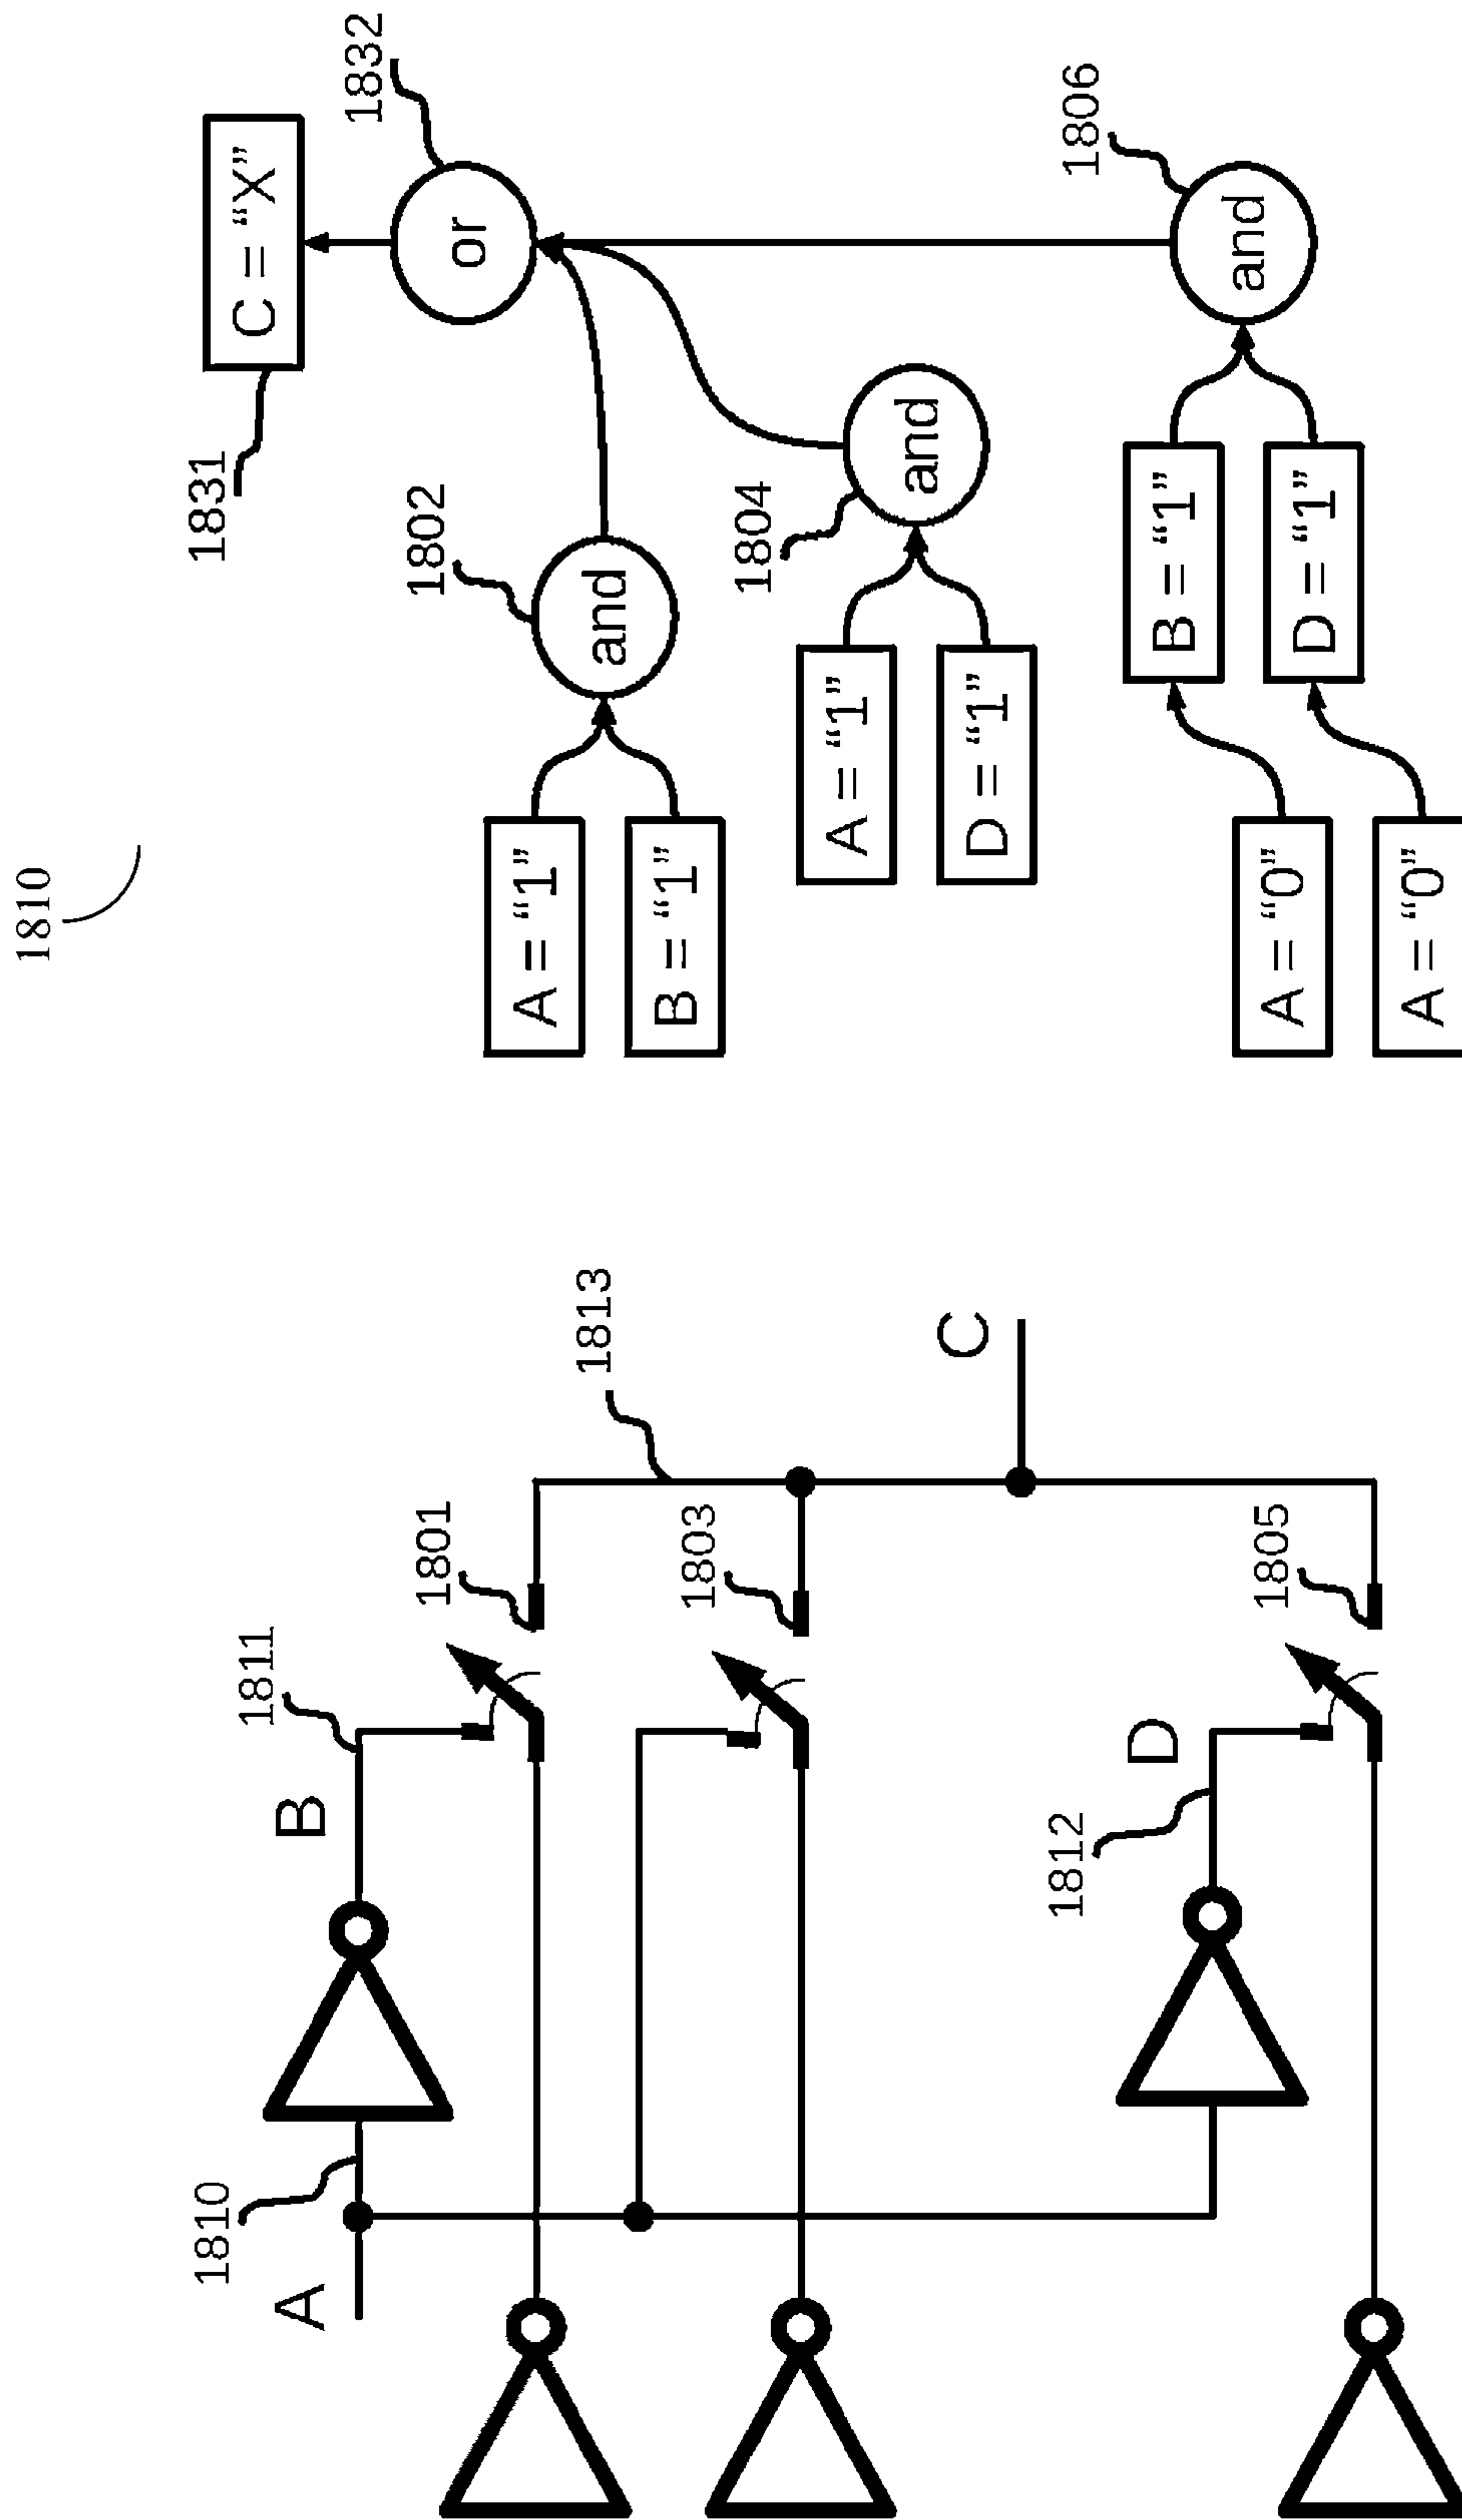 1810
C = “X”
1831
1832
or
1802
and
A = “1”
B = “1”
1804
and
A = “1”
D = “1”
1806
and
B = “1”
D = “1”
A = “0”
A = “0”
A
1810
B
1811
1801
1803
1813
C
D
1812
1805